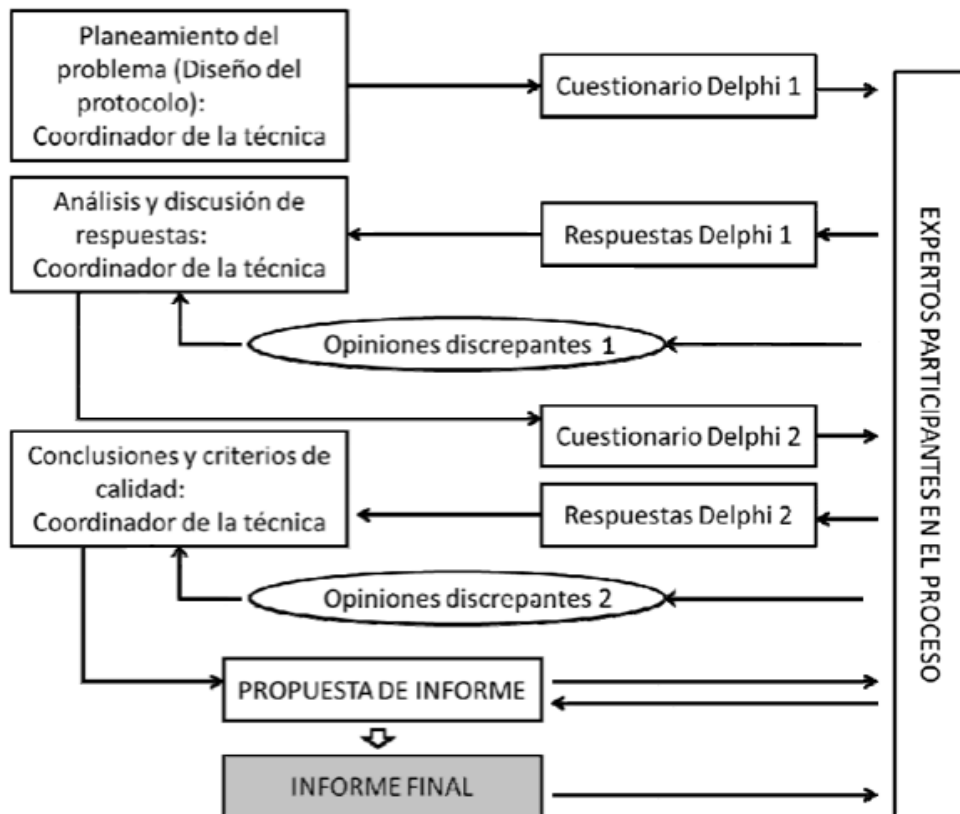 Planeamiento del
problema (Diseño del
protocolo):
Coordinador de la técnica
Cuestionario Delphi 1
Análisis y discusión de
respuestas:
Coordinador de la técnica
Respuestas Delphi 1
Opiniones discrepantes 1
Cuestionario Delphi 2
Conclusiones y criterios de
calidad:
Coordinador de la técnica
Respuestas Delphi 2
Opiniones discrepantes 2
PROPUESTA DE INFORME
INFORME FINAL
EXPERTOS PARTICIPANTES EN EL PROCESO